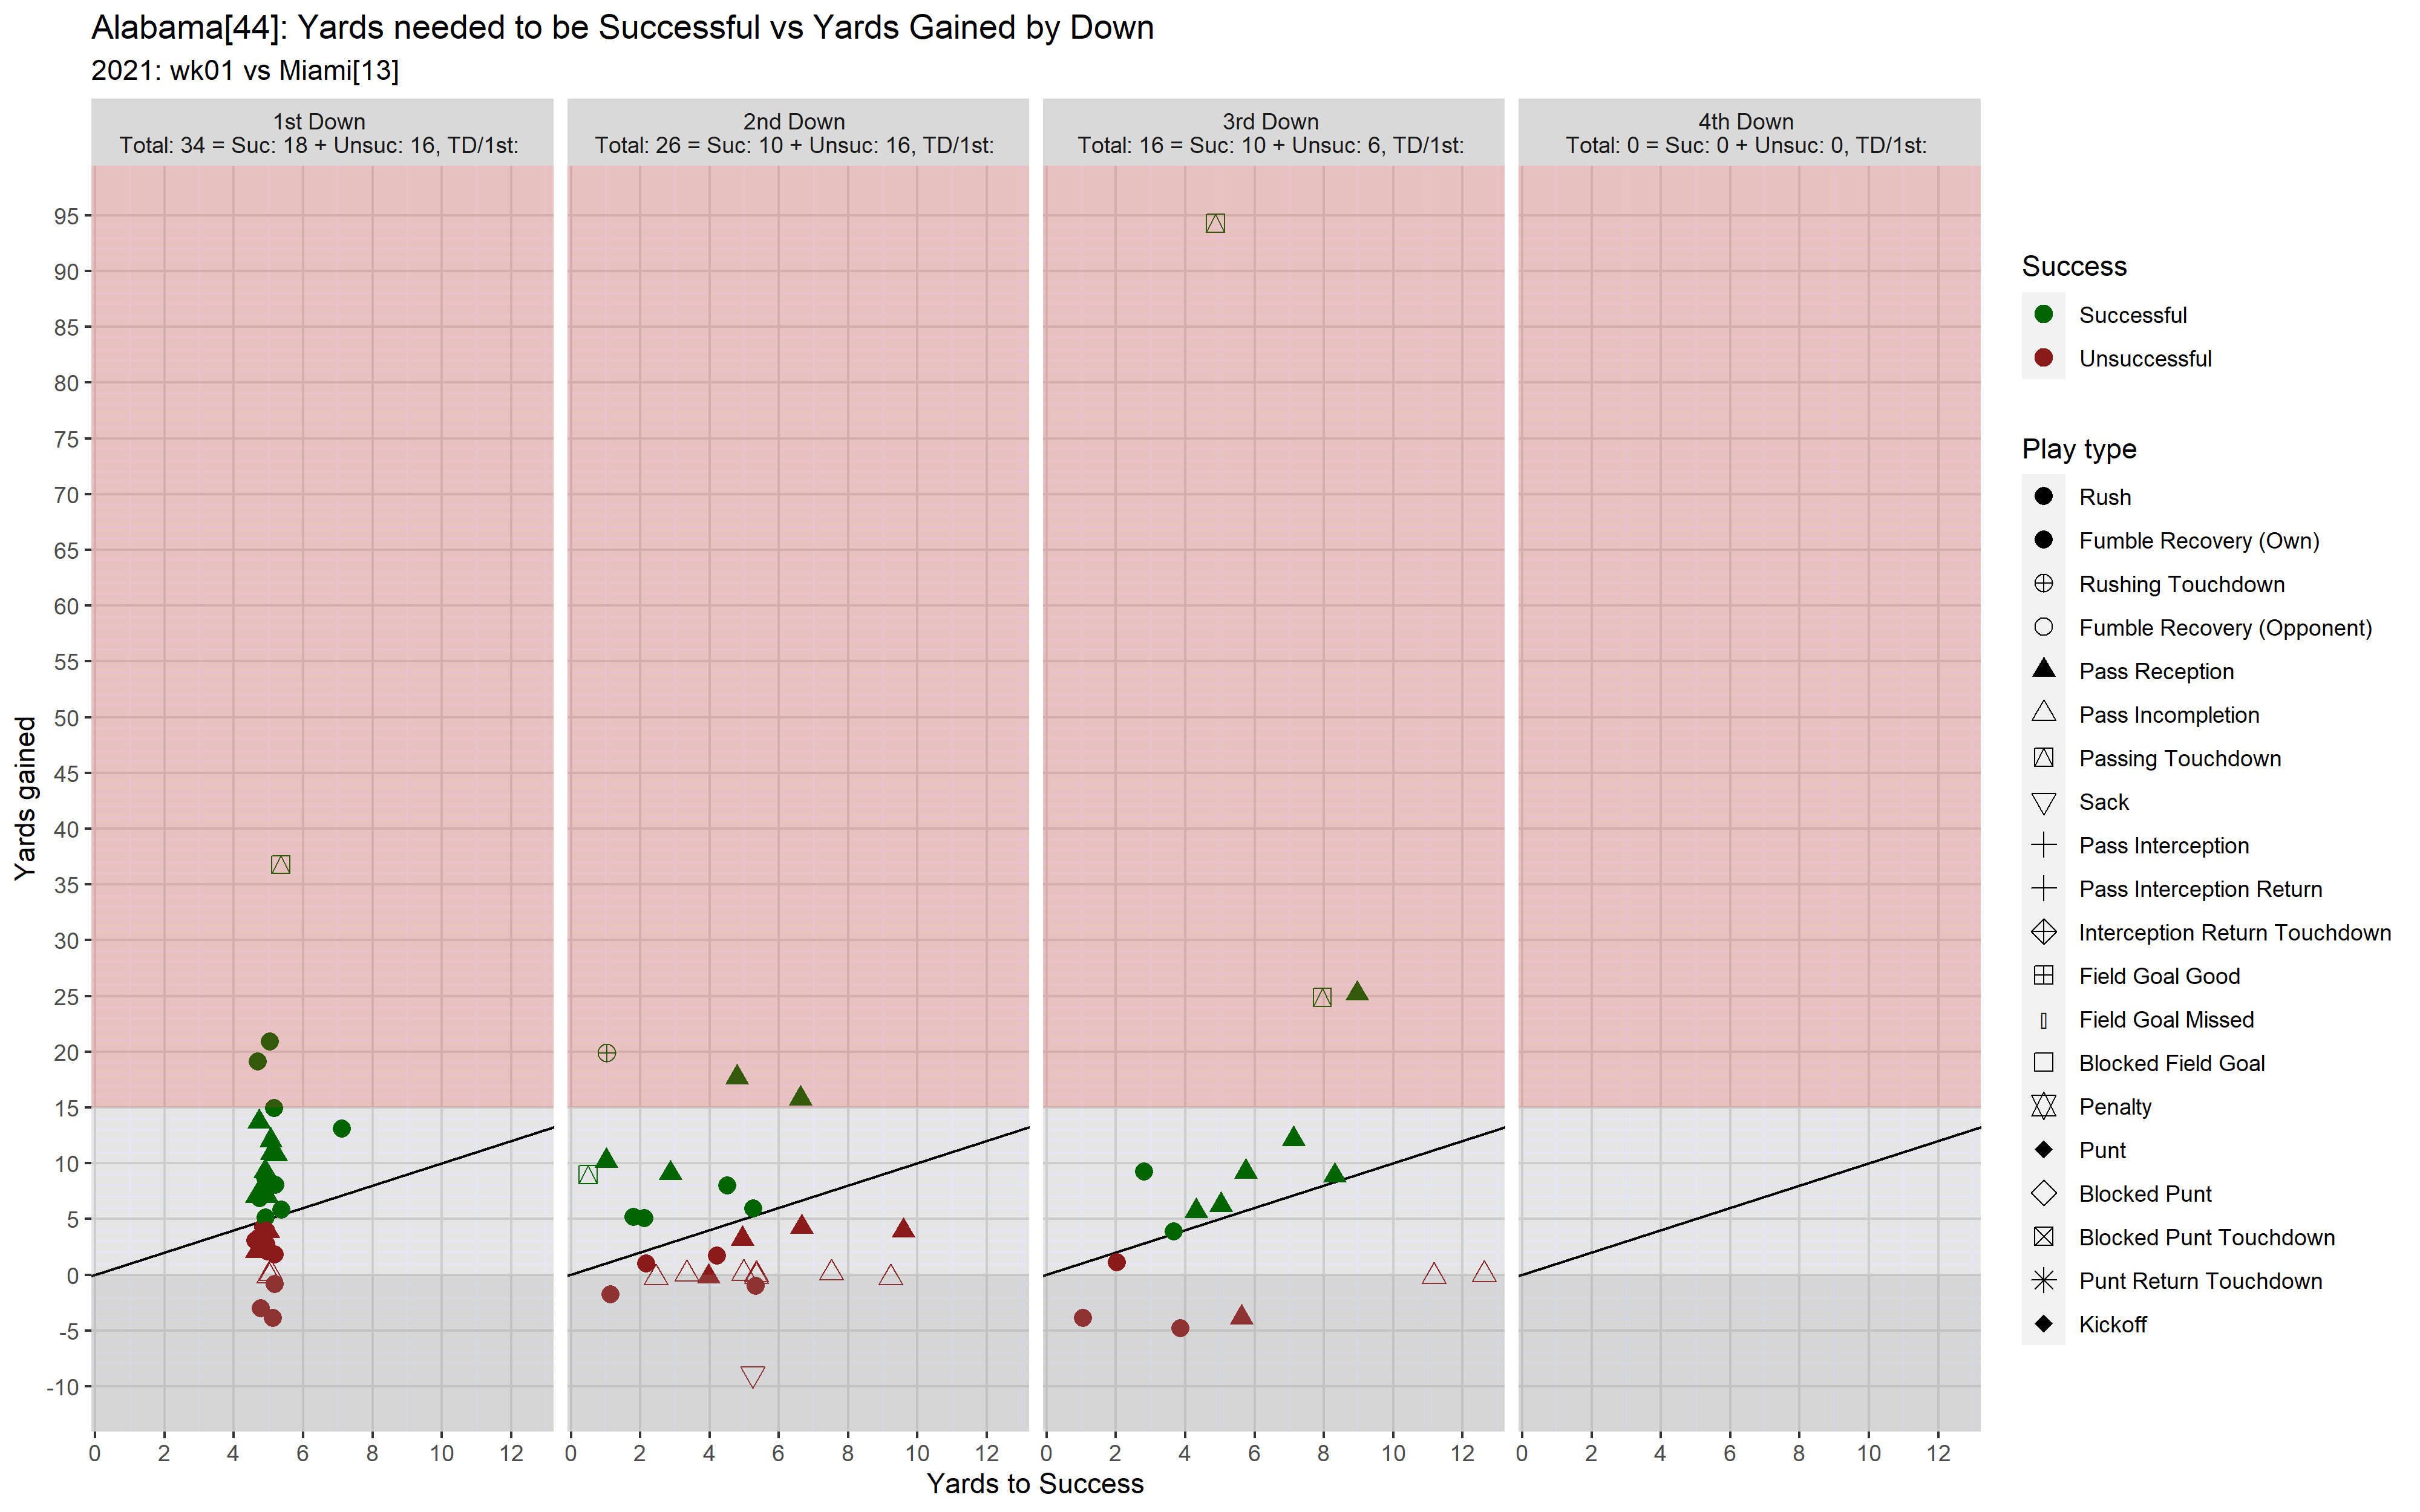 Alabama[44]: Yards needed to be Successful vs Yards Gained by Down
2021: wk01 vs Miami[13]
1st Down
Total: 34 = Suc: 18 + Unsuc: 16, TD/1st:
2nd Down
Total: 26 = Suc: 10 + Unsuc: 16, TD/1st:
3rd Down
Total: 16 = Suc: 10 + Unsuc: 6, TD/1st:
4th Down
Total: 0 = Suc: 0 + Unsuc: 0, TD/1st:
Yards gained
95
90
85
80
75
70
65
60
55
50
45
40
35
30
25
20
15
10
5
0
-5
-10
0 2 4 6 8 10 12
0 2 4 6 8 10 12
0 2 4 6 8 10 12
0 2 4 6 8 10 12
Yards to Success
Success
Successful
Unsuccessful
Play type
Rush
Fumble Recovery (Own)
Rushing Touchdown
Fumble Recovery (Opponent)
Pass Reception
Pass Incompletion
Passing Touchdown
Sack
Pass Interception
Pass Interception Return
Interception Return Touchdown
Field Goal Good
Field Goal Missed
Blocked Field Goal
Penalty
Punt
Blocked Punt
Blocked Punt Touchdown
Punt Return Touchdown
Kickoff